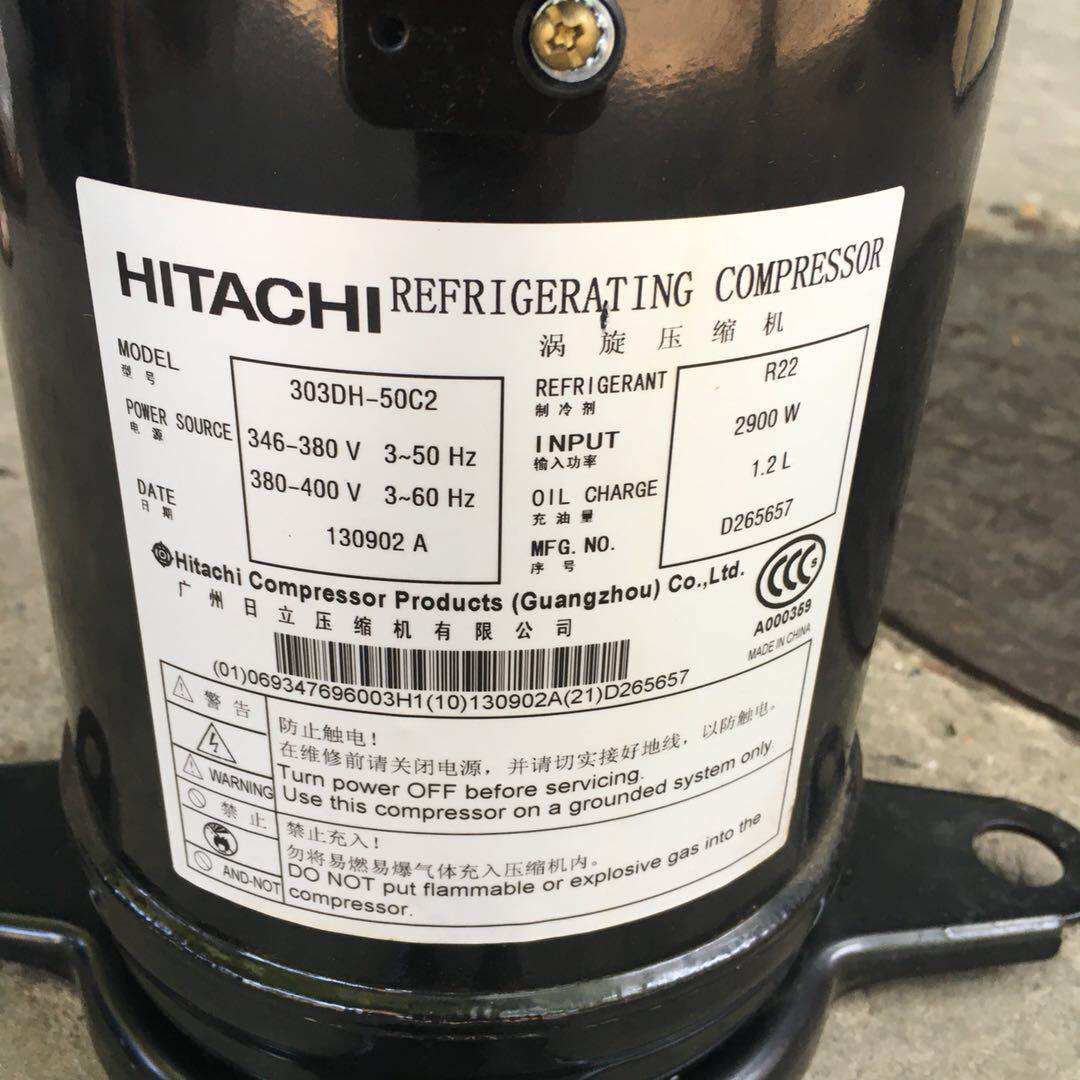 HITACHI REFRIGERATING COMPRESSOR
涡旋压缩机
MODEL 303DH-50C2
型号
POWER SOURCE 346-380 V 3~50 Hz
电源 380-400 V 3~60 Hz
DATE 130902 A
日期
REFRIGERANT R22
制冷剂
INPUT 2900 W
输入功率
OIL CHARGE 1.2 L
充油量
MFG. NO. D265657
序号
Hitachi Compressor Products (Guangzhou) Co.,Ltd.
广州日立压缩机有限公司
CCC S
A000359
MADE IN CHINA
(01)069347696003H1(10)130902A(21)D265657
警告
WARNING
防止触电!
在维修前请关闭电源，并请切实接好地线，以防触电。
Turn power OFF before servicing.
Use this compressor on a grounded system only.
禁止
AND-NOT
禁止充入!
勿将易燃易爆气体充入压缩机内。
DO NOT put flammable or explosive gas into the
compressor.